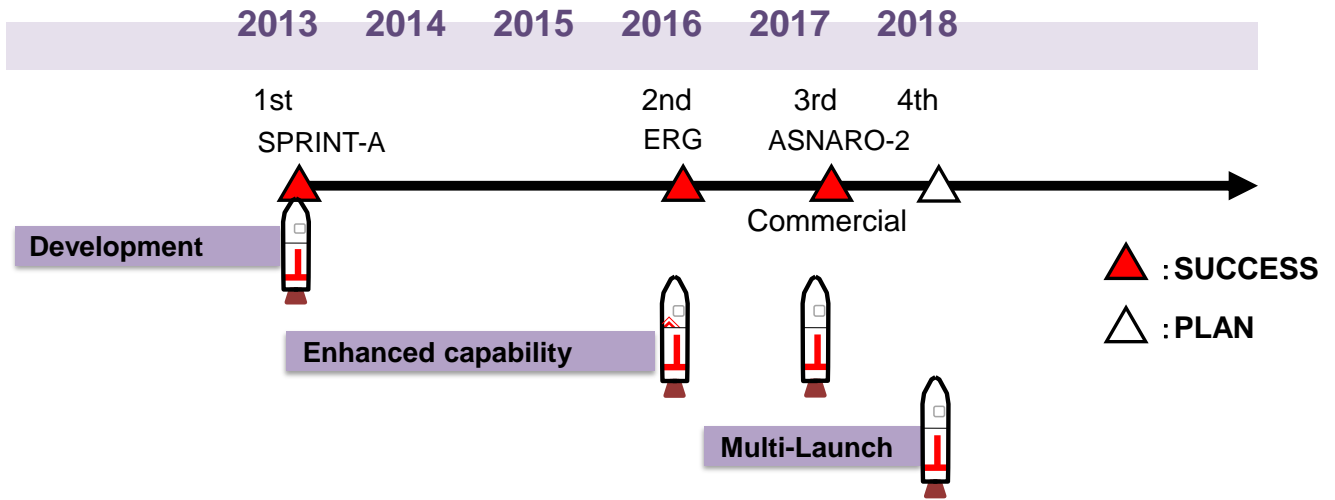 2013 2014 2015 2016 2017 2018
1st 2nd 3rd 4th
SPRINT-A ERG ASNARO-2
Commercial
Development
: SUCCESS
: PLAN
Enhanced capability
Multi-Launch